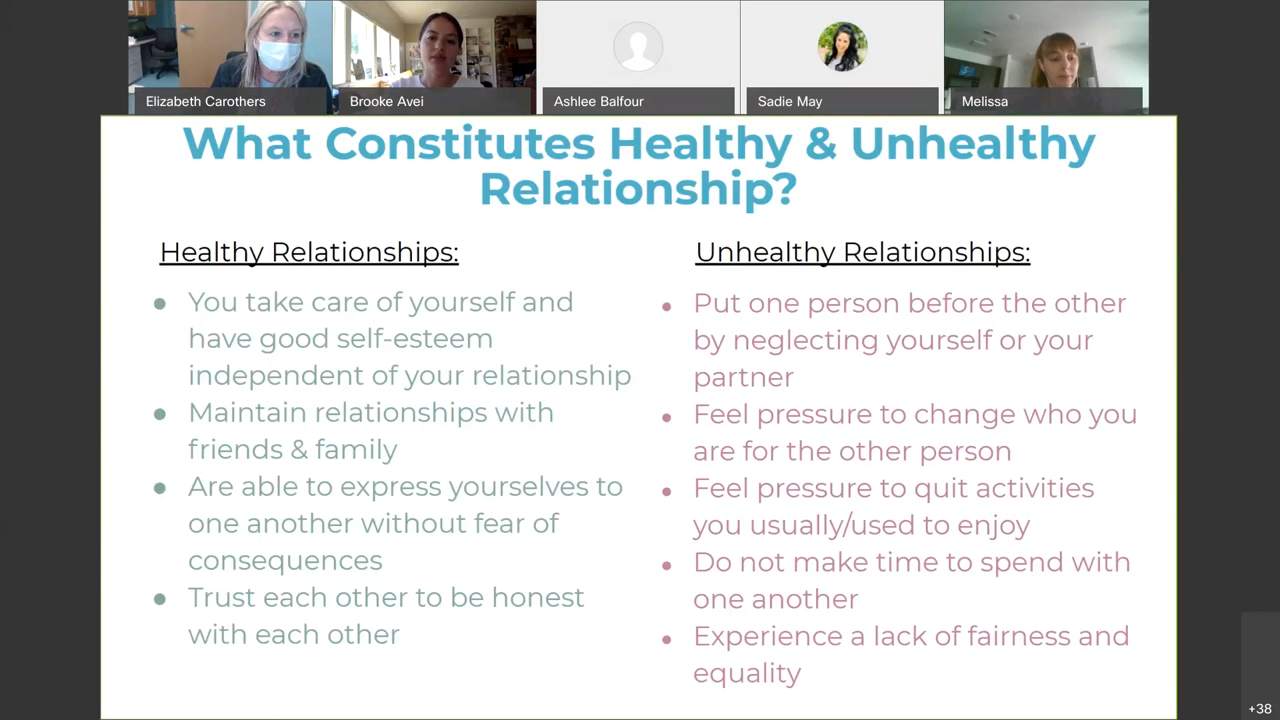 Elizabeth Carothers
Brooke Avei
Ashlee Balfour
Sadie May
Melissa
What Constitutes Healthy & Unhealthy
Relationship?
Healthy Relationships:
● You take care of yourself and
have good self-esteem
independent of your relationship
● Maintain relationships with
friends & family
● Are able to express yourselves to
one another without fear of
consequences
● Trust each other to be honest
with each other
Unhealthy Relationships:
● Put one person before the other
by neglecting yourself or your
partner
● Feel pressure to change who you
are for the other person
● Feel pressure to quit activities
you usually/used to enjoy
● Do not make time to spend with
one another
● Experience a lack of fairness and
equality
+38